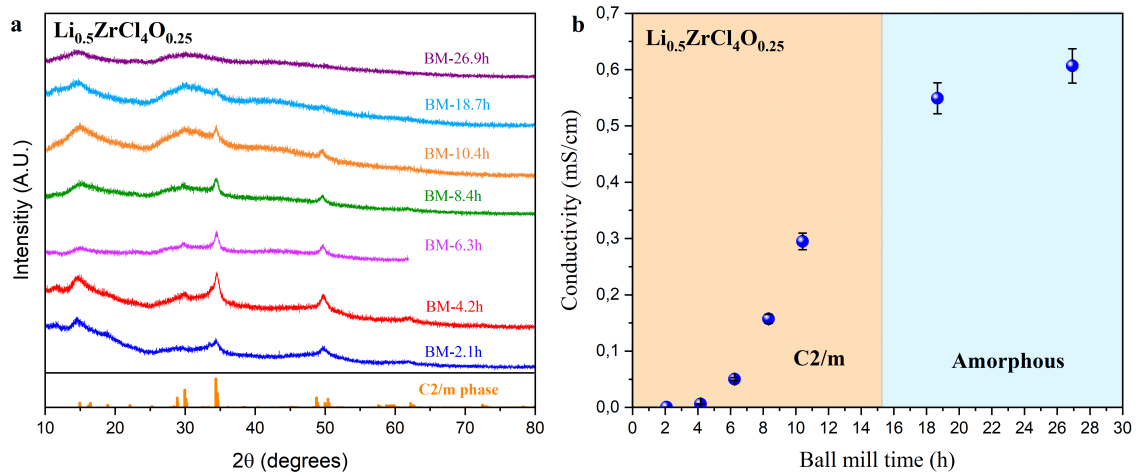 a
Li0.5ZrCl4O0.25
BM-26.9h
BM-18.7h
BM-10.4h
BM-8.4h
BM-6.3h
BM-4.2h
BM-2.1h
C2/m phase
Intensitiy (A.U.)
10 20 30 40 50 60 70 80
2θ (degrees)
b
Li0.5ZrCl4O0.25
0,7
0,6
0,5
0,4
0,3
0,2
0,1
0,0
Conductivity (mS/cm)
C2/m
Amorphous
0 2 4 6 8 10 12 14 16 18 20 22 24 26 28 30
Ball mill time (h)